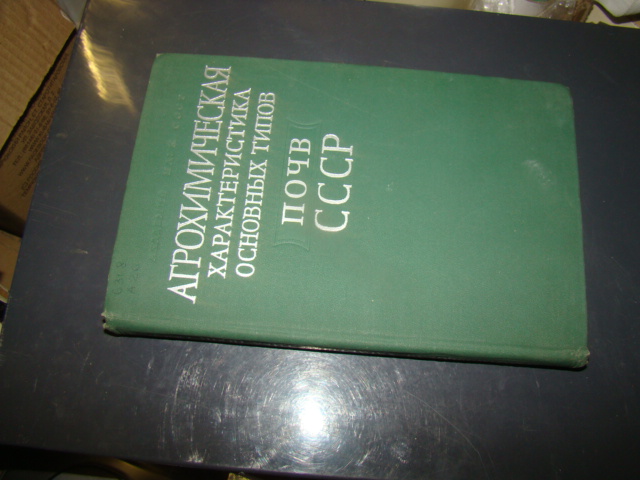 АГРОХИМИЧЕСКАЯ
ХАРАКТЕРИСТИКА
ОСНОВНЫХ ТИПОВ
ПОЧВ
СССР